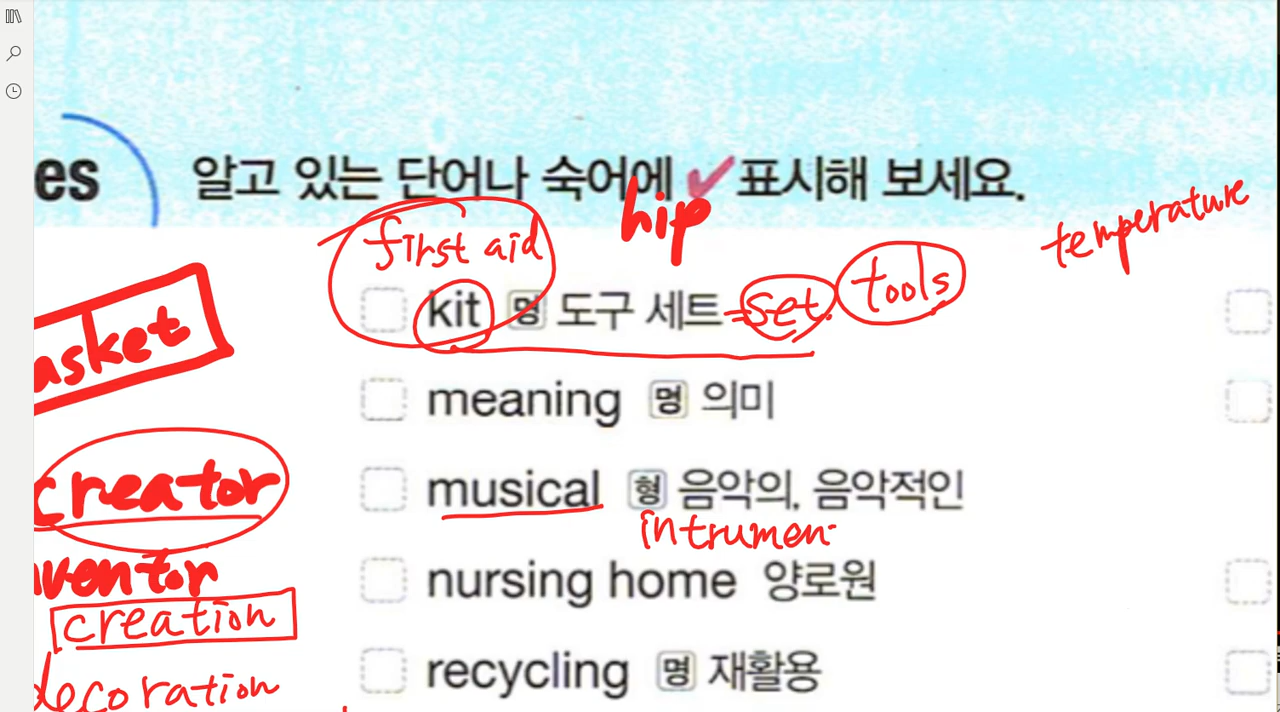 es 알고 있는 단어나 숙어에 ✓ 표시해 보세요.
hip
temperature
first aid
kit 명 도구 세트 = set. tools
asket
meaning 명 의미
creator
musical 형 음악의, 음악적인
intrumen
nventor
nursing home 양로원
creation
recycling 명 재활용
decoration